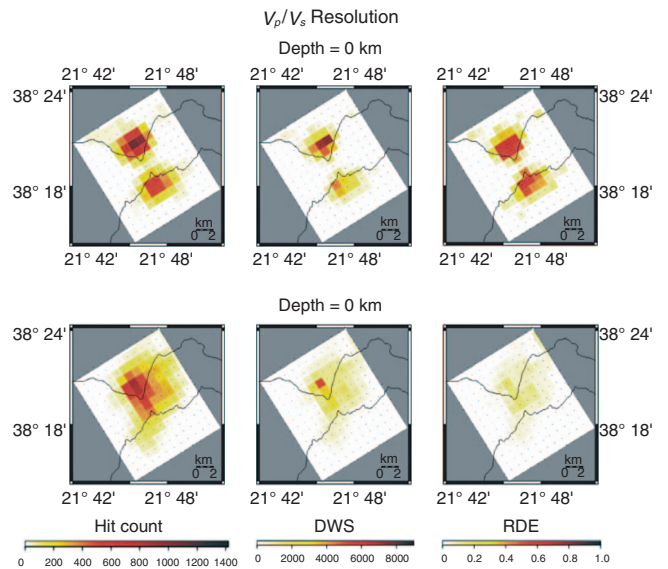 Vp/Vs Resolution
Depth = 0 km
21° 42' 21° 48' 21° 42' 21° 48' 21° 42' 21° 48'
38° 24' 38° 24'
38° 18' 38° 18'
km km km
0 2 0 2 0 2
21° 42' 21° 48' 21° 42' 21° 48' 21° 42' 21° 48'
Depth = 0 km
38° 24' 38° 24'
38° 18' 38° 18'
km km km
0 2 0 2 0 2
21° 42' 21° 48' 21° 42' 21° 48' 21° 42' 21° 48'
Hit count DWS RDE
0 200 400 600 800 1000 1200 1400 0 2000 4000 6000 8000 0.0 0.2 0.4 0.6 0.8 1.0